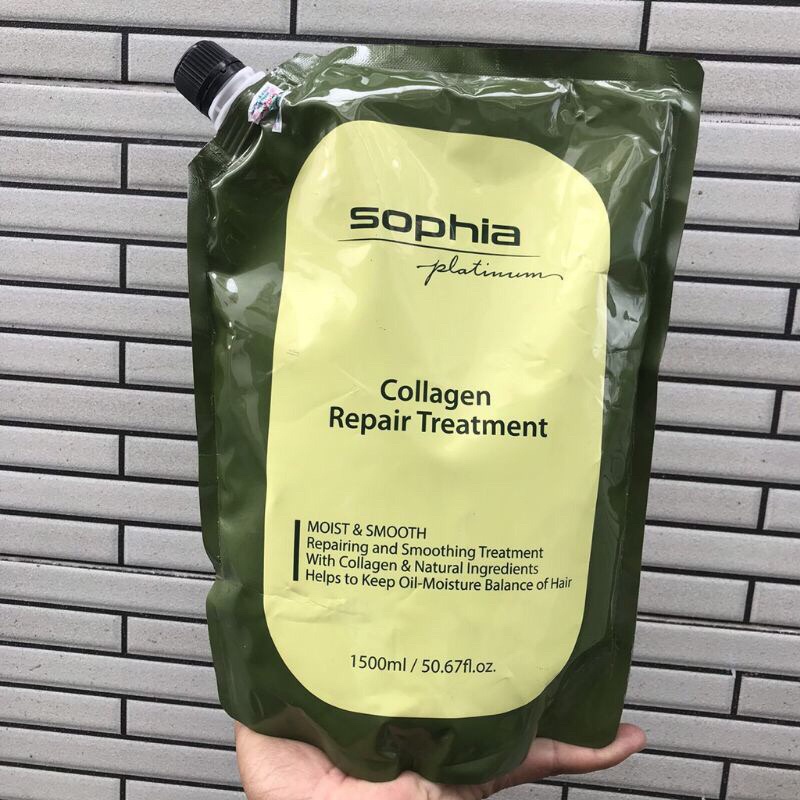 sophia
platinum
Collagen
Repair Treatment
MOIST & SMOOTH
Repairing and Smoothing Treatment
With Collagen & Natural Ingredients
Helps to Keep Oil-Moisture Balance of Hair
1500ml / 50.67fl.oz.